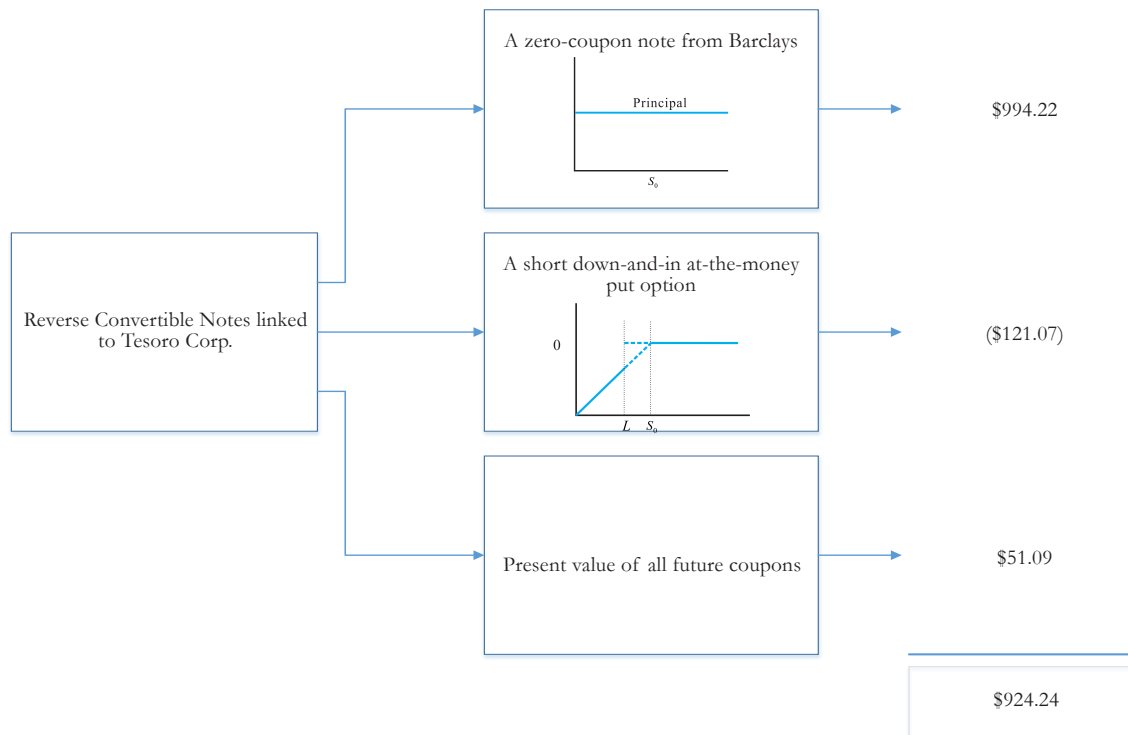 A zero-coupon note from Barclays
Principal
S₀
$994.22
Reverse Convertible Notes linked
to Tesoro Corp.
A short down-and-in at-the-money
put option
0
L S₀
($121.07)
Present value of all future coupons
$51.09
$924.24